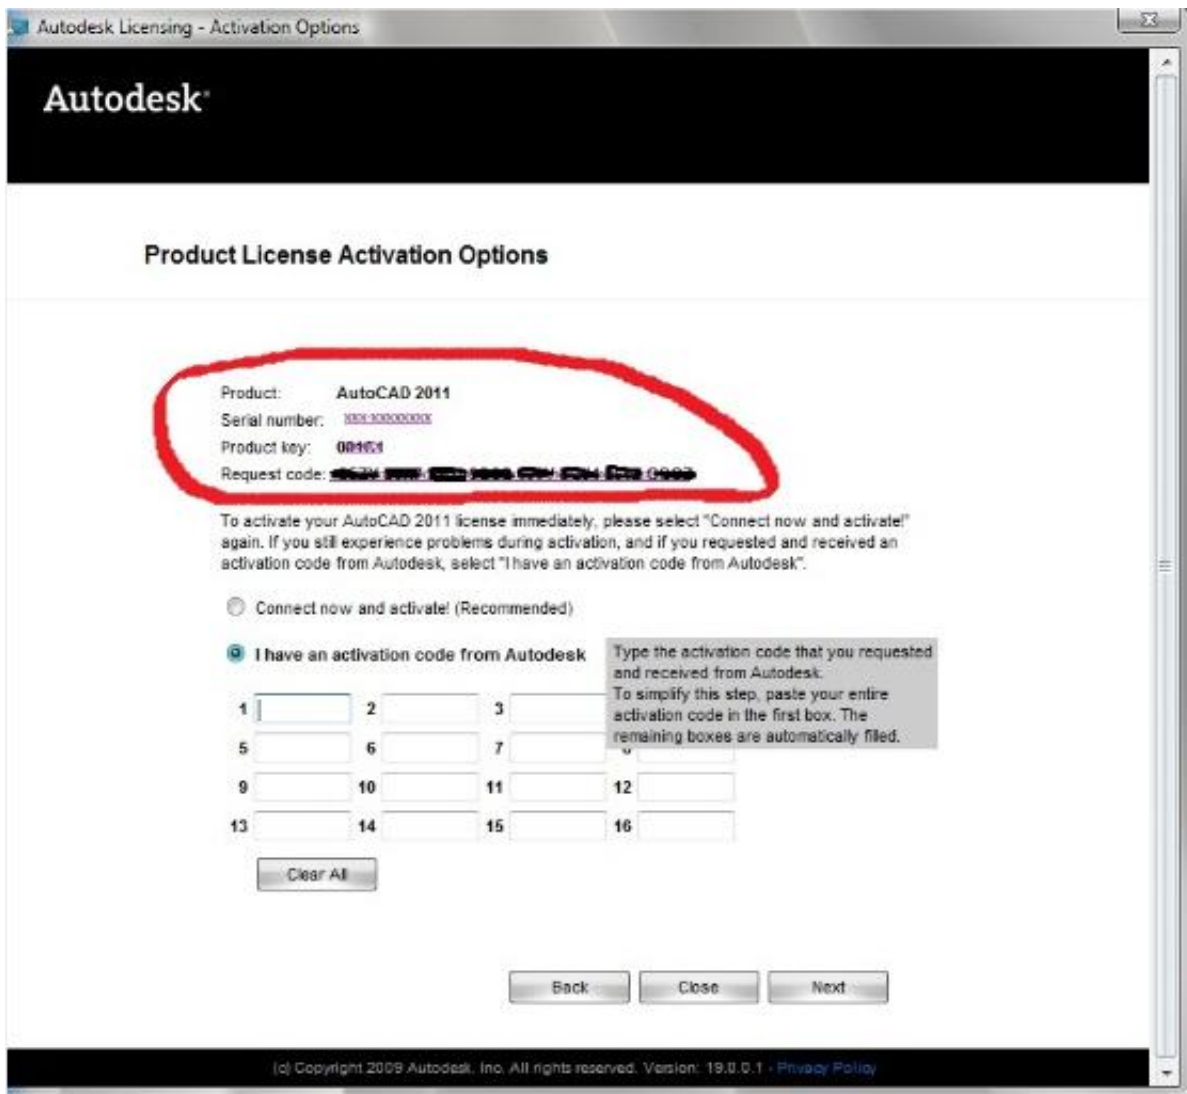 Autodesk Licensing - Activation Options
Autodesk
Product License Activation Options
Product: AutoCAD 2011
Serial number:
Product key:
Request code:
To activate your AutoCAD 2011 license immediately, please select "Connect now and activate!"
again. If you still experience problems during activation, and if you requested and received an
activation code from Autodesk, select "I have an activation code from Autodesk".
Connect now and activate! (Recommended)
I have an activation code from Autodesk
Type the activation code that you requested
and received from Autodesk.
To simplify this step, paste your entire
activation code in the first box. The
remaining boxes are automatically filled.
1 2 3
5 6 7
9 10 11 12
13 14 15 16
Clear All
Back Close Next
(c) Copyright 2009 Autodesk, Inc. All rights reserved. Version: 19.0.0.1 - Privacy Policy